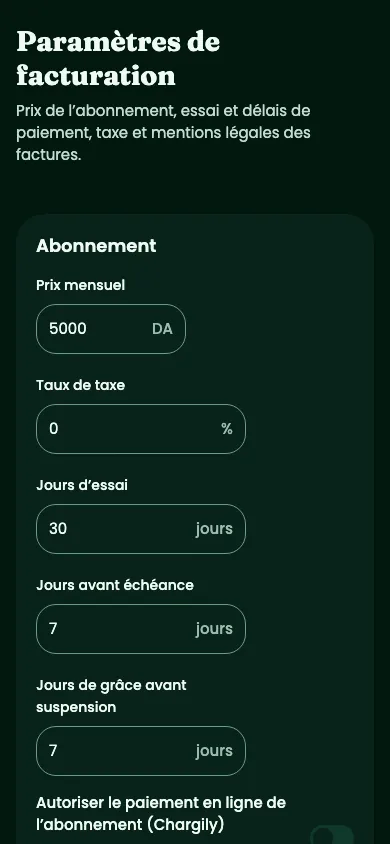 Paramètres de
facturation
Prix de l’abonnement, essai et délais de
paiement, taxe et mentions légales des
factures.
Abonnement
Prix mensuel
5000 DA
Taux de taxe
0 %
Jours d’essai
30 jours
Jours avant échéance
7 jours
Jours de grâce avant
suspension
7 jours
Autoriser le paiement en ligne de
l’abonnement (Chargily)